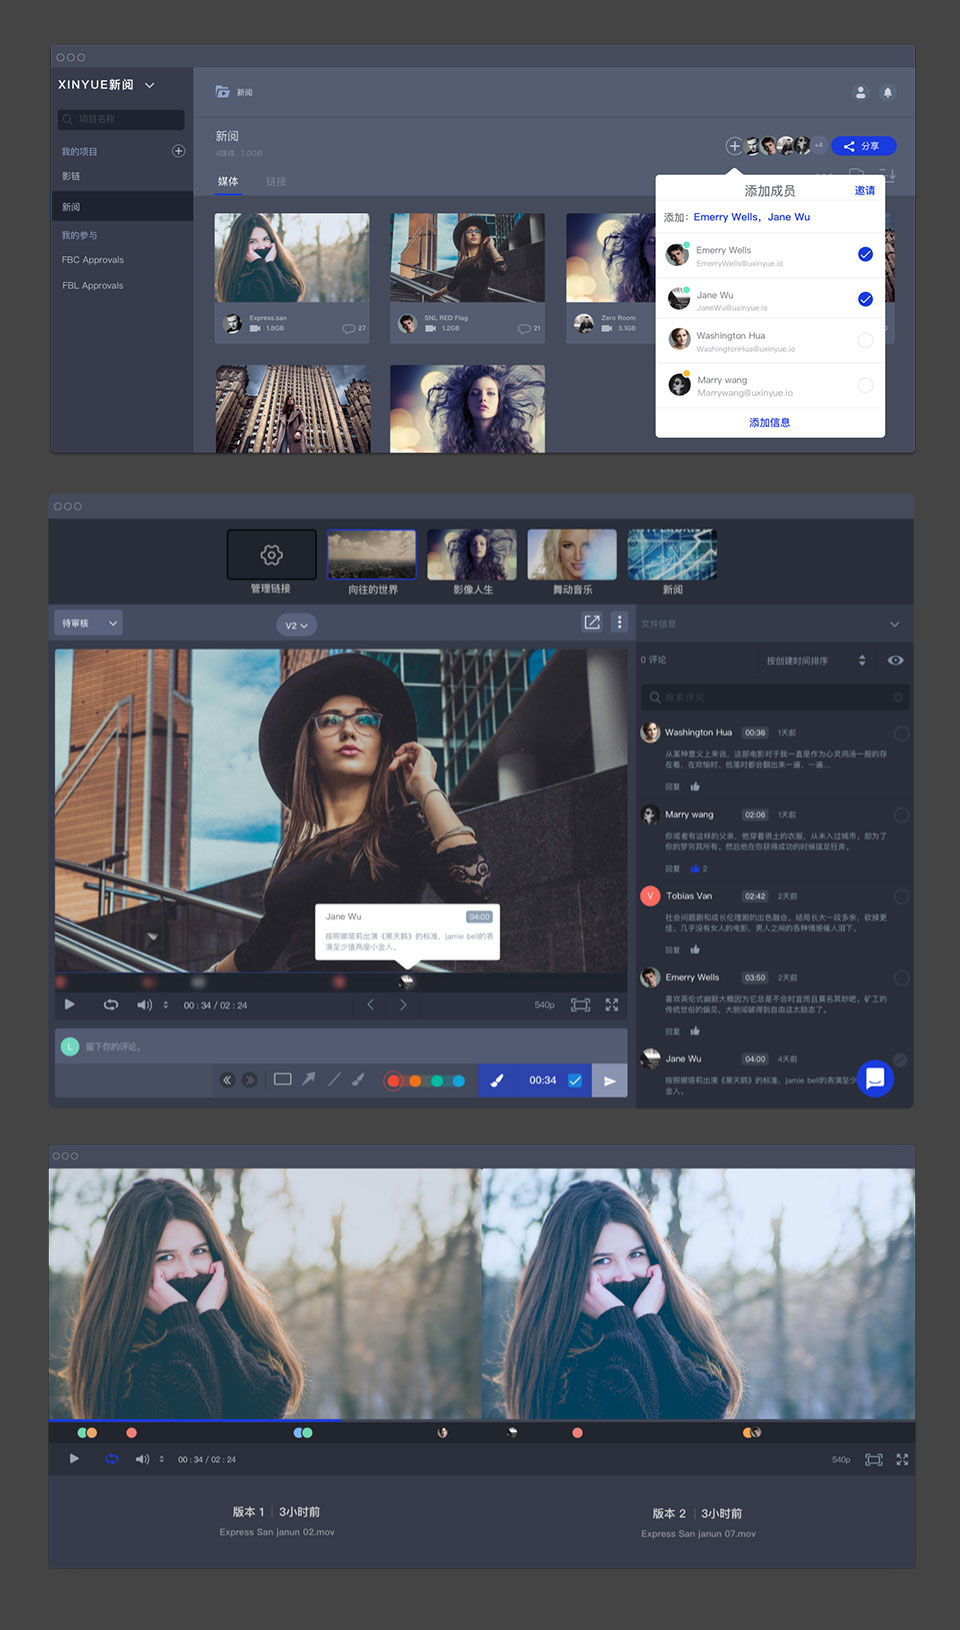 XINYUE新阅
项目名称
我的项目
影链
新阅
我的参与
FBC Approvals
FBL Approvals
新阅
新阅
4媒体 7.0GB
媒体
链接
+4
分享
添加成员
邀请
添加: Emerry Wells, Jane Wu
Emerry Wells
EmerryWells@uxinyue.io
Jane Wu
JaneWu@uxinyue.io
Washington Hua
WashingtonHua@uxinyue.io
Marry wang
Marrywang@uxinyue.io
添加信息
Express.san
1.8GB
27
SNL RED Flag
1.2GB
21
Zero Room
3.1GB
管理链接
向往的世界
影像人生
舞动音乐
新阅
待审核
V2
文件信息
0 评论
按创建时间排序
搜索评论
Washington Hua 00:36 1天前
从某种意义上来说，这部电影对于我一直是作为心灵鸡汤一般的存
在着，在欢愉时、低落时都会翻出来一遍、一遍...
回复
Marry wang 02:06 1天前
你或者有这样的父亲，他穿着很土的衣服，从未入过城市，却为了
你的梦穷其所有。然后他在你获得成功的时候拔足狂奔。
回复 2
V
Tobias Van 02:42 2天前
社会问题剧和成长伦理剧的出色融合。结局长大一段多余，砍掉更
佳，几乎没有女人的电影，男人之间的各种情感催人泪下。
回复
Emerry Wells 03:50 2天前
喜欢英伦式幽默大概因为它总是不合时宜而且莫名其妙吧。矿工的
传统世俗的偏见，大胆闯破得到自由这太励志了。
回复
Jane Wu 04:00 4天前
按照娜塔莉出演《黑天鹅》的标准，jamie bell的表演至少
金人。
Jane Wu
04:00
按照娜塔莉出演《黑天鹅》的标准，jamie bell的表
演至少值两座小金人。
00 : 34 / 02 : 24
540p
L
留下你的评论。
00:34
00 : 34 / 02 : 24
540p
版本 1 | 3小时前
Express San janun 02.mov
版本 2 | 3小时前
Express San janun 07.mov